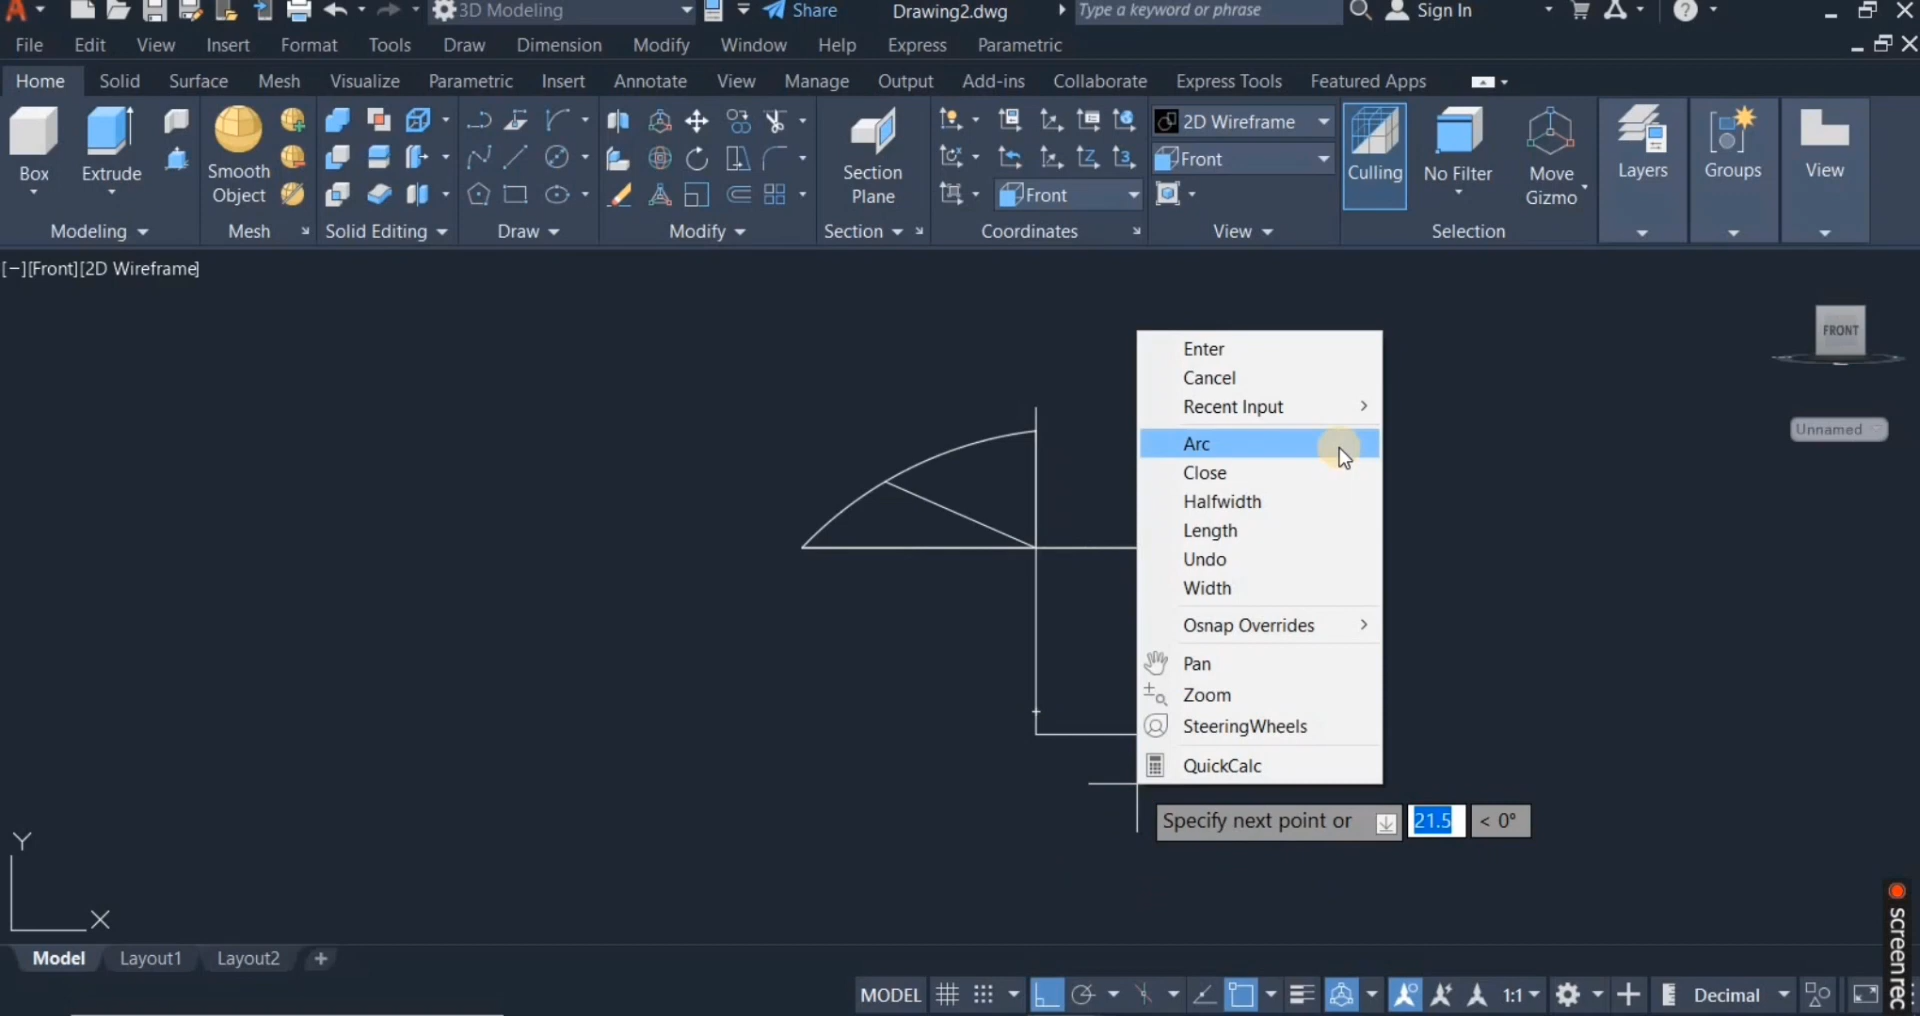 3D Modeling
Share
Drawing2.dwg
Type a keyword or phrase
Sign In
File Edit View Insert Format Tools Draw Dimension Modify Window Help Express Parametric
Home Solid Surface Mesh Visualize Parametric Insert Annotate View Manage Output Add-ins Collaborate Express Tools Featured Apps
Box
Extrude
Smooth
Object
Section
Plane
2D Wireframe
Front
Front
Culling
No Filter
Move
Gizmo
Layers
Groups
View
Modeling
Mesh
Solid Editing
Draw
Modify
Section
Coordinates
View
Selection
[−][Front][2D Wireframe]
FRONT
Unnamed
Enter
Cancel
Recent Input
Arc
Close
Halfwidth
Length
Undo
Width
Osnap Overrides
Pan
Zoom
SteeringWheels
QuickCalc
Specify next point or 21.5 < 0°
Y
X
Model Layout1 Layout2 +
MODEL 1:1 Decimal
screenrec